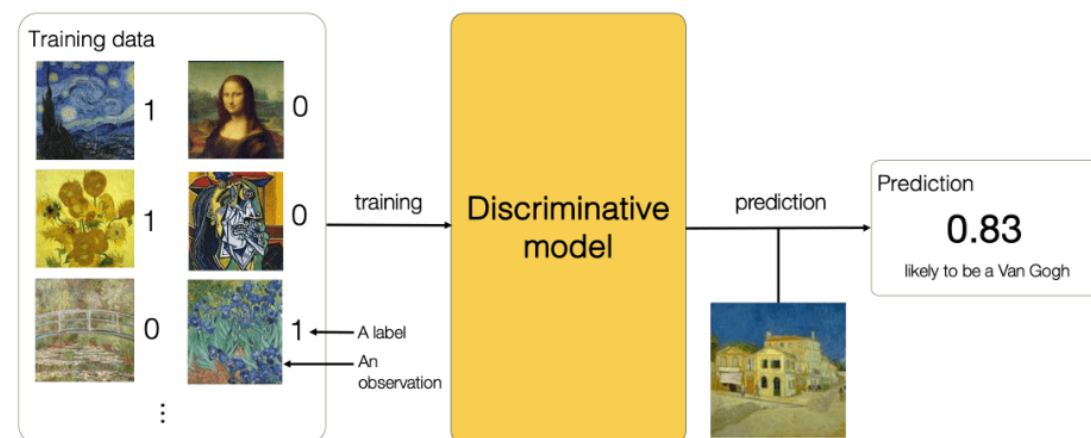 Training data
1
0
1
0
0
1
A label
An
observation
⋮
training
Discriminative
model
prediction
Prediction
0.83
likely to be a Van Gogh